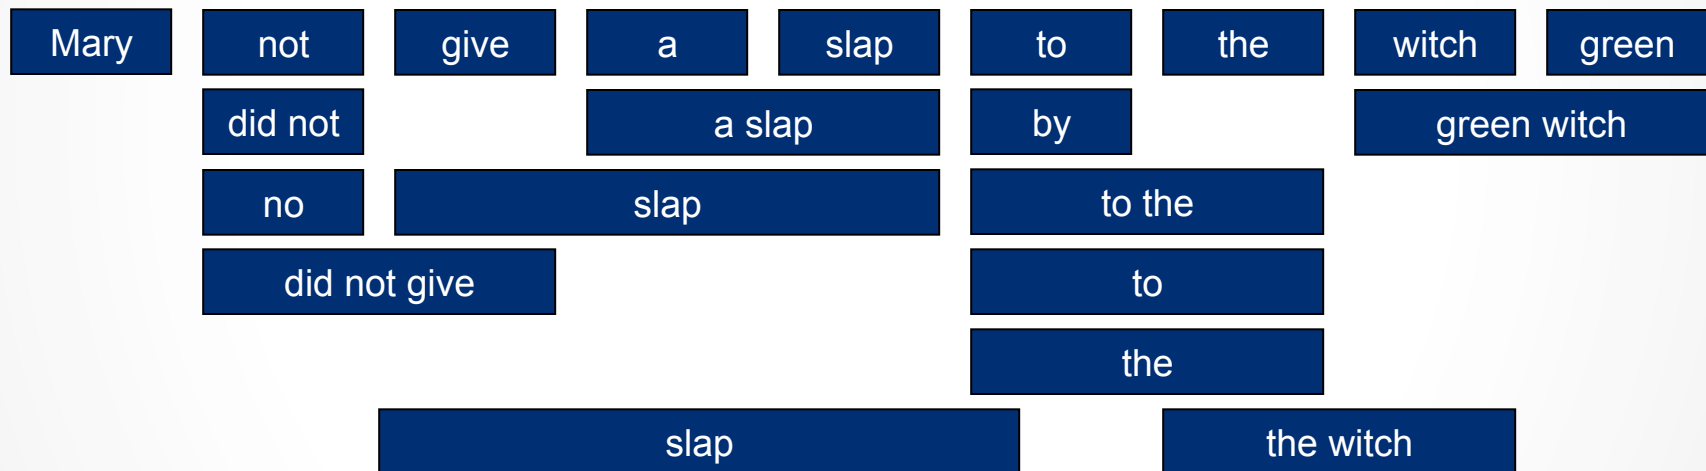 Mary not give a slap to the witch green
did not a slap by green witch
no slap to the
did not give to
the
slap the witch